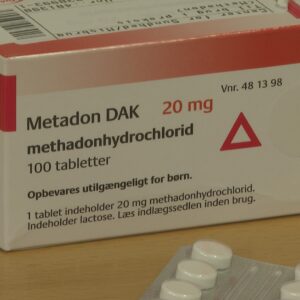 Vnr. 48 13 98
Metadon DAK 20 mg
methadonhydrochlorid
100 tabletter
Opbevares utilgængeligt for børn.
1 tablet indeholder 20 mg methadonhydrochlorid.
Indeholder lactose. Læs indlægssedlen inden brug.